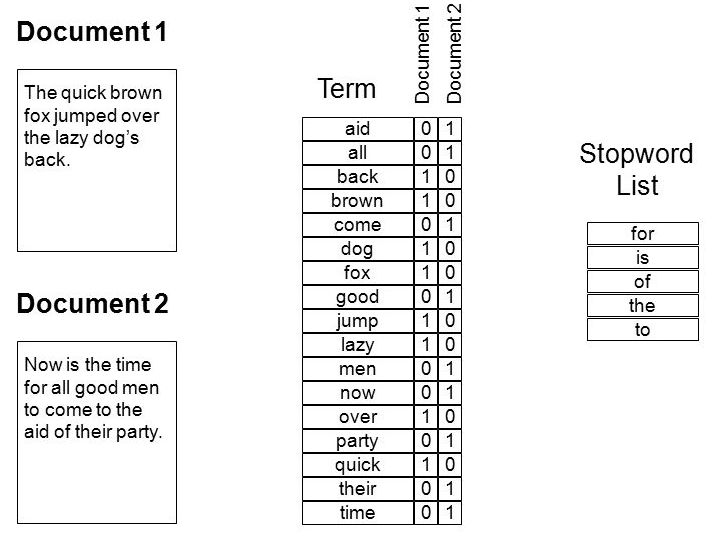 Document 1
The quick brown
fox jumped over
the lazy dog’s
back.
Document 2
Now is the time
for all good men
to come to the
aid of their party.
Term Document 1 Document 2
aid 0 1
all 0 1
back 1 0
brown 1 0
come 0 1
dog 1 0
fox 1 0
good 0 1
jump 1 0
lazy 1 0
men 0 1
now 0 1
over 1 0
party 0 1
quick 1 0
their 0 1
time 0 1
Stopword
List
for
is
of
the
to